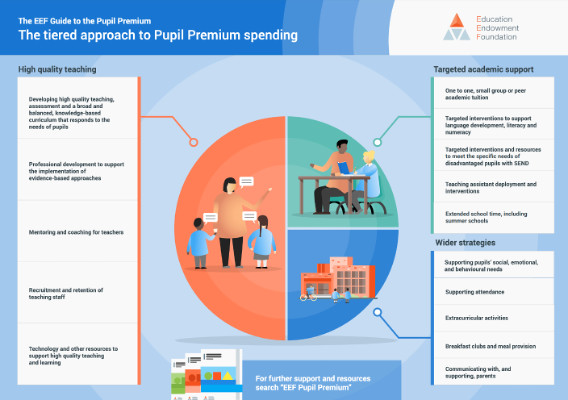 The EEF Guide to the Pupil Premium
The tiered approach to Pupil Premium spending
Education
Endowment
Foundation
High quality teaching
Developing high quality teaching,
assessment and a broad and
balanced, knowledge-based
curriculum that responds to the
needs of pupils
Professional development to support
the implementation of
evidence-based approaches
Mentoring and coaching for teachers
Recruitment and retention of
teaching staff
Technology and other resources to
support high quality teaching
and learning
Targeted academic support
One to one, small group or peer
academic tuition
Targeted interventions to support
language development, literacy and
numeracy
Targeted interventions and resources
to meet the specific needs of
disadvantaged pupils with SEND
Teaching assistant deployment and
interventions
Extended school time, including
summer schools
Wider strategies
Supporting pupils' social, emotional,
and behavioural needs
Supporting attendance
Extracurricular activities
Breakfast clubs and meal provision
Communicating with, and
supporting, parents
For further support and resources
search "EEF Pupil Premium"